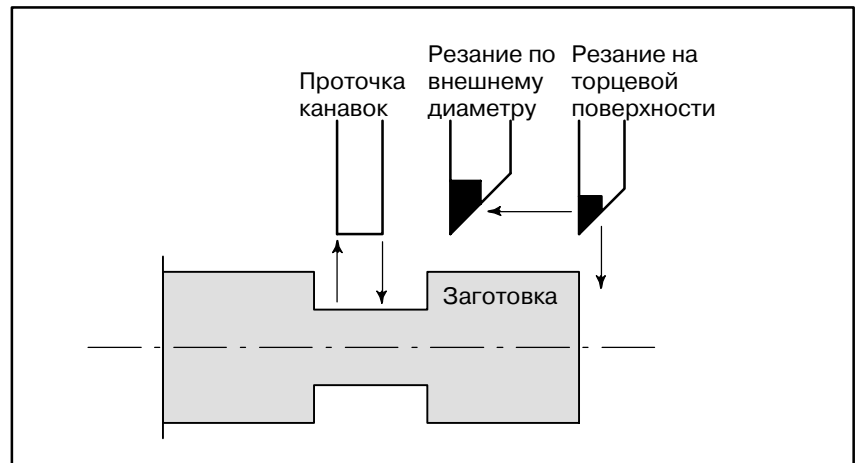 Проточка
канавок
Резание по
внешнему
диаметру
Резание на
торцевой
поверхности
Заготовка